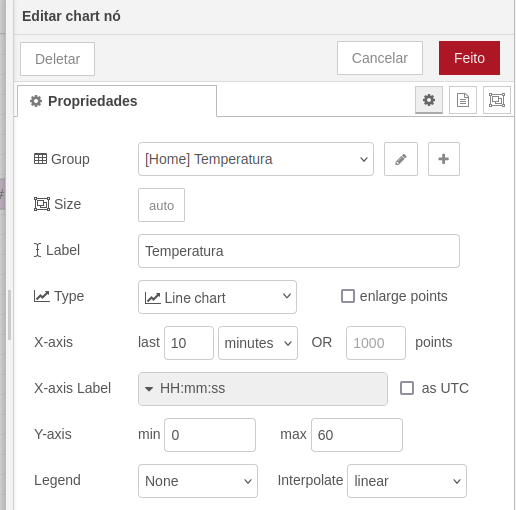 Editar chart nó
Deletar Cancelar Feito
Propriedades
Group [Home] Temperatura
Size auto
Label Temperatura
Type Line chart enlarge points
X-axis last 10 minutes OR 1000 points
X-axis Label HH:mm:ss as UTC
Y-axis min 0 max 60
Legend None Interpolate linear